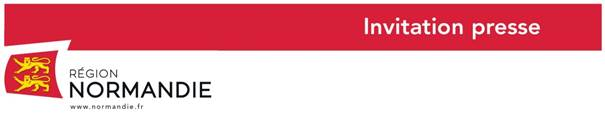 Invitation presse
RÉGION
NORMANDIE
www.normandie.fr